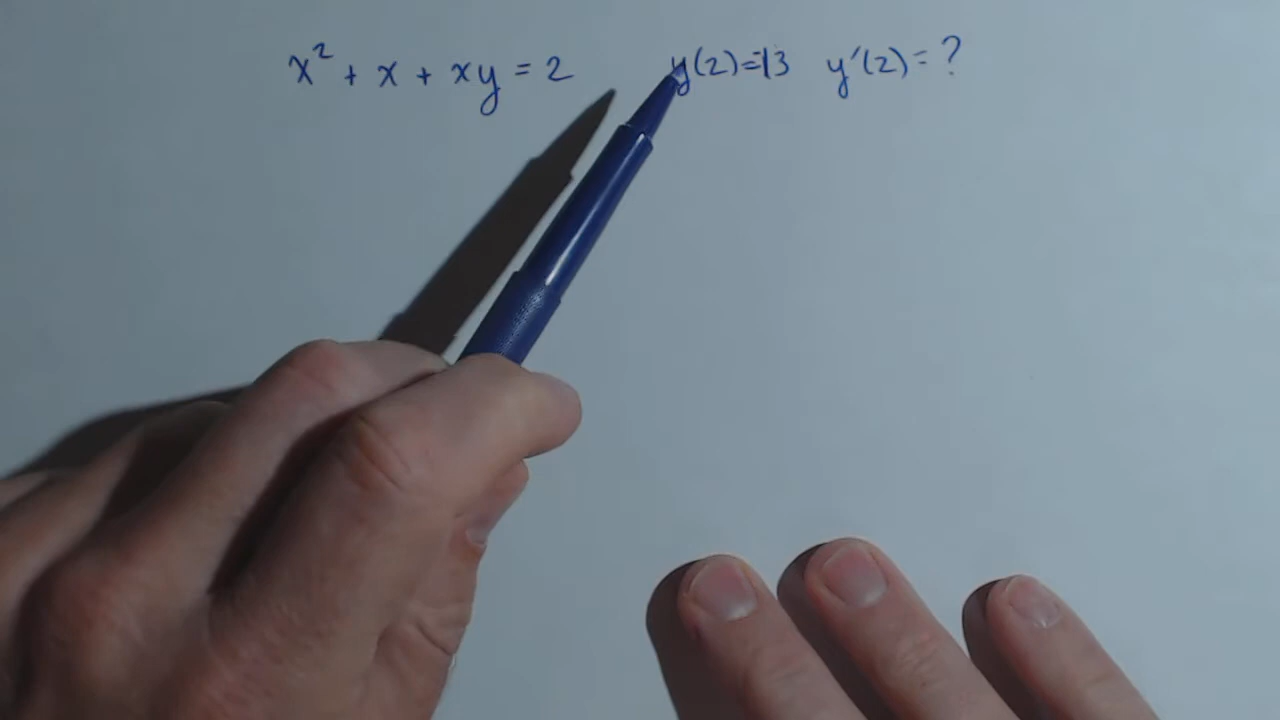 x² + x + xy = 2 y(2)=-13 y'(2)=?